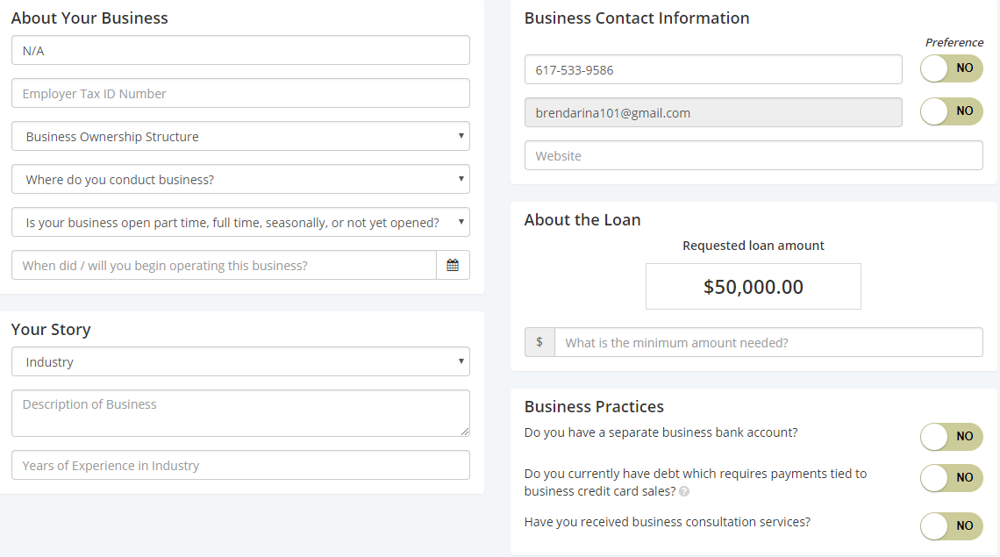 About Your Business
N/A
Employer Tax ID Number
Business Ownership Structure
Where do you conduct business?
Is your business open part time, full time, seasonally, or not yet opened?
When did / will you begin operating this business?
Your Story
Industry
Description of Business
Years of Experience in Industry
Business Contact Information
Preference
617-533-9586
NO
brendarina101@gmail.com
NO
Website
About the Loan
Requested loan amount
$50,000.00
$
What is the minimum amount needed?
Business Practices
Do you have a separate business bank account?
NO
Do you currently have debt which requires payments tied to
business credit card sales? ?
NO
Have you received business consultation services?
NO